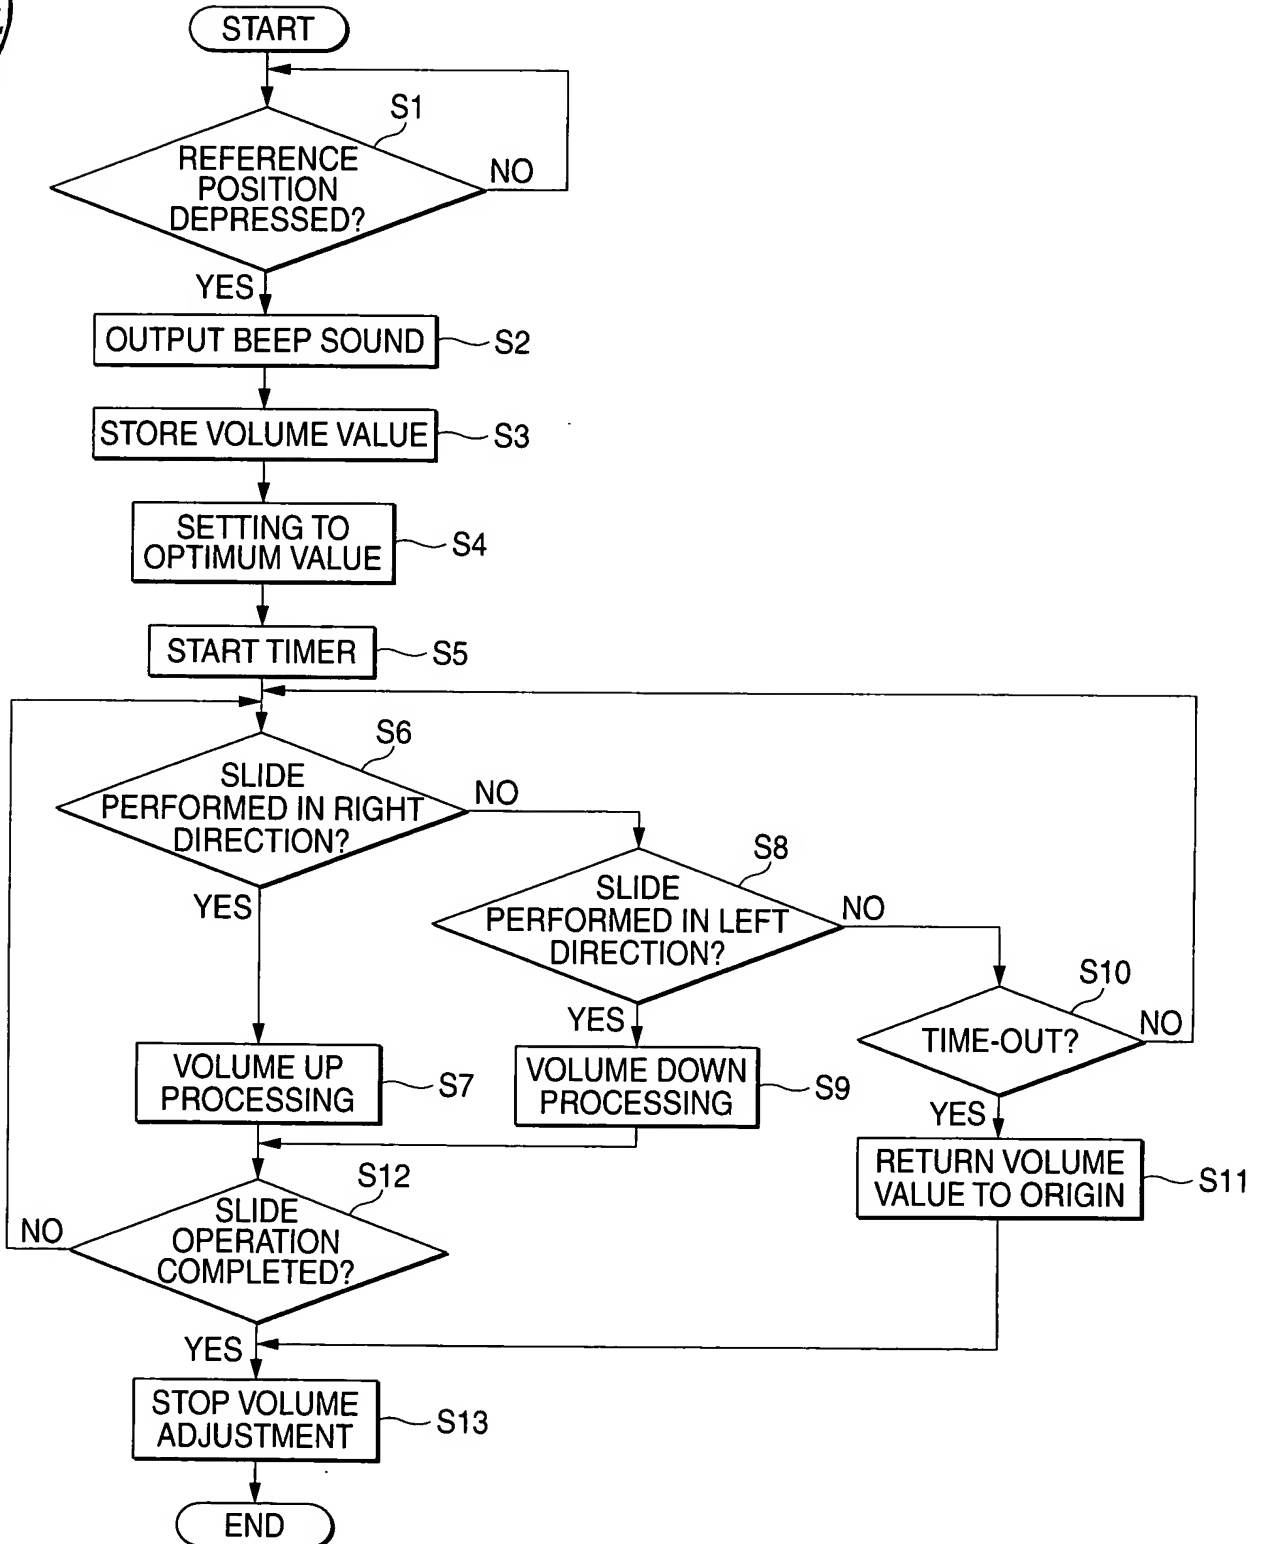 START
S1
REFERENCE
POSITION
DEPRESSED?
NO
YES
OUTPUT BEEP SOUND
S2
STORE VOLUME VALUE
S3
SETTING TO
OPTIMUM VALUE
S4
START TIMER
S5
S6
SLIDE
PERFORMED IN RIGHT
DIRECTION?
NO
YES
S8
SLIDE
PERFORMED IN LEFT
DIRECTION?
NO
YES
S10
TIME-OUT?
NO
YES
VOLUME UP
PROCESSING
S7
VOLUME DOWN
PROCESSING
S9
RETURN VOLUME
VALUE TO ORIGIN
S11
S12
SLIDE
OPERATION
COMPLETED?
NO
YES
STOP VOLUME
ADJUSTMENT
S13
END